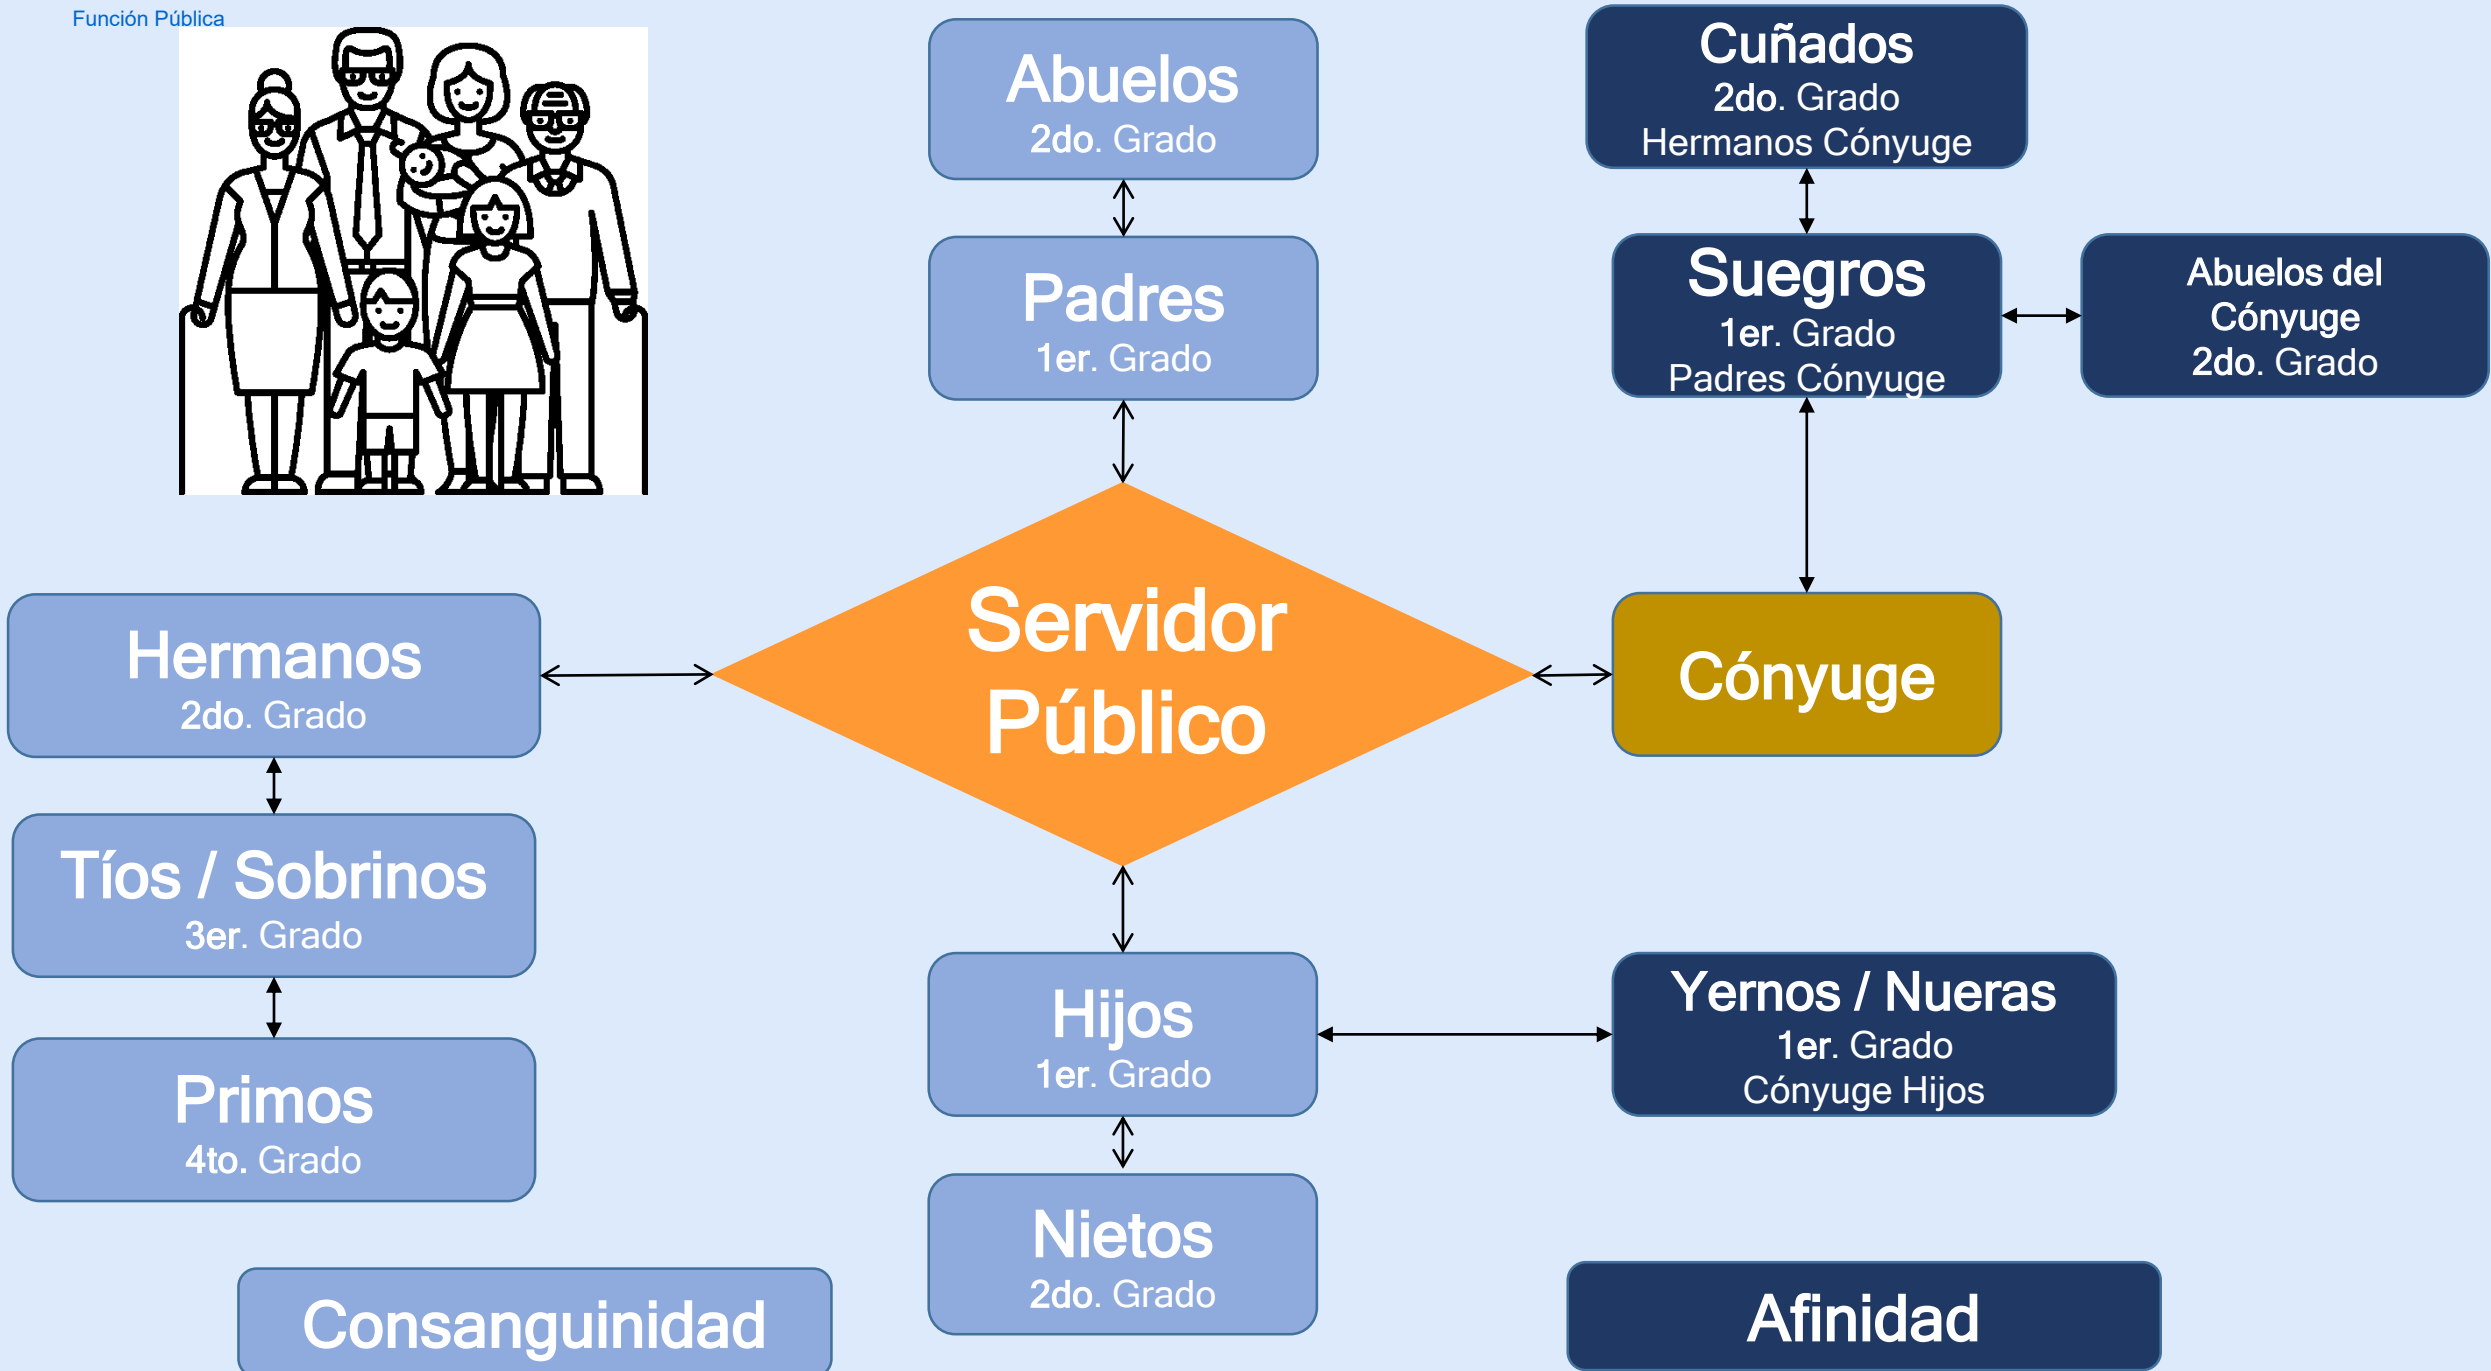 Función Pública
Abuelos
2do. Grado
Cuñados
2do. Grado
Hermanos Cónyuge
Padres
1er. Grado
Suegros
1er. Grado
Padres Cónyuge
Abuelos del
Cónyuge
2do. Grado
Servidor
Público
Hermanos
2do. Grado
Cónyuge
Tíos / Sobrinos
3er. Grado
Hijos
1er. Grado
Yernos / Nueras
1er. Grado
Cónyuge Hijos
Primos
4to. Grado
Nietos
2do. Grado
Consanguinidad
Afinidad